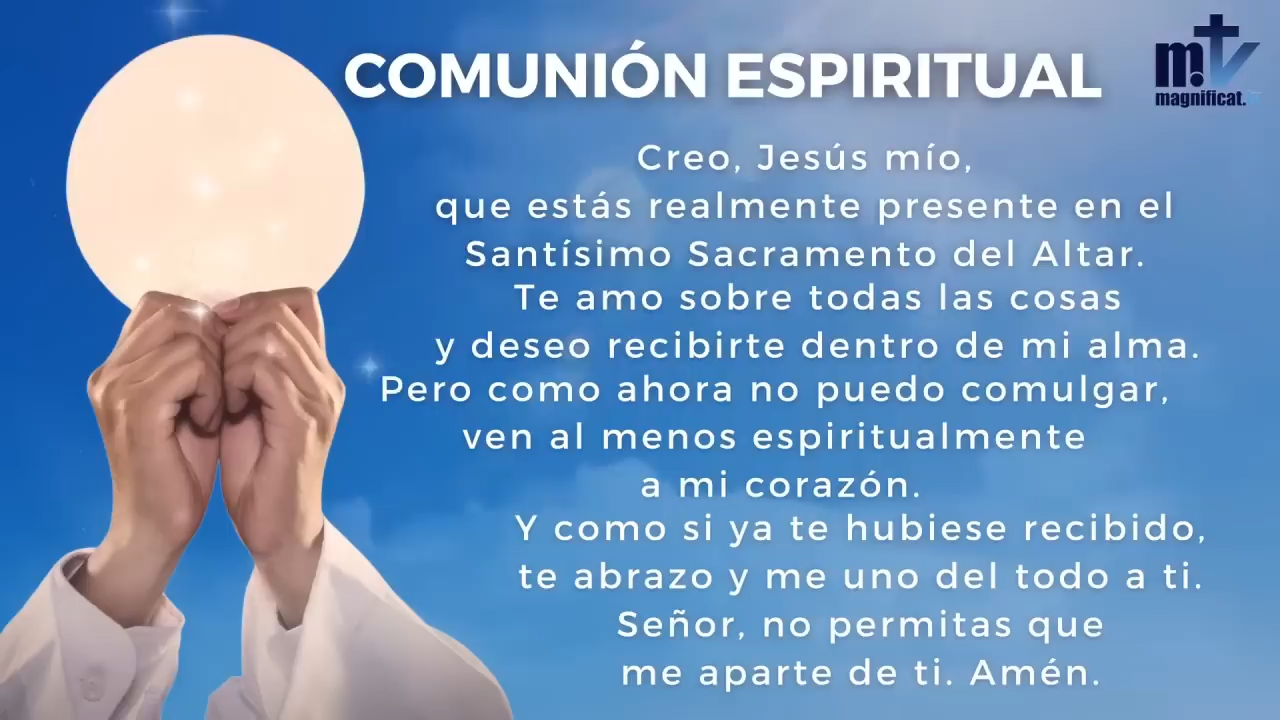 COMUNIÓN ESPIRITUAL
m.tv
magnificat.tv
Creo, Jesús mío,
que estás realmente presente en el
Santísimo Sacramento del Altar.
Te amo sobre todas las cosas
y deseo recibirte dentro de mi alma.
Pero como ahora no puedo comulgar,
ven al menos espiritualmente
a mi corazón.
Y como si ya te hubiese recibido,
te abrazo y me uno del todo a ti.
Señor, no permitas que
me aparte de ti. Amén.